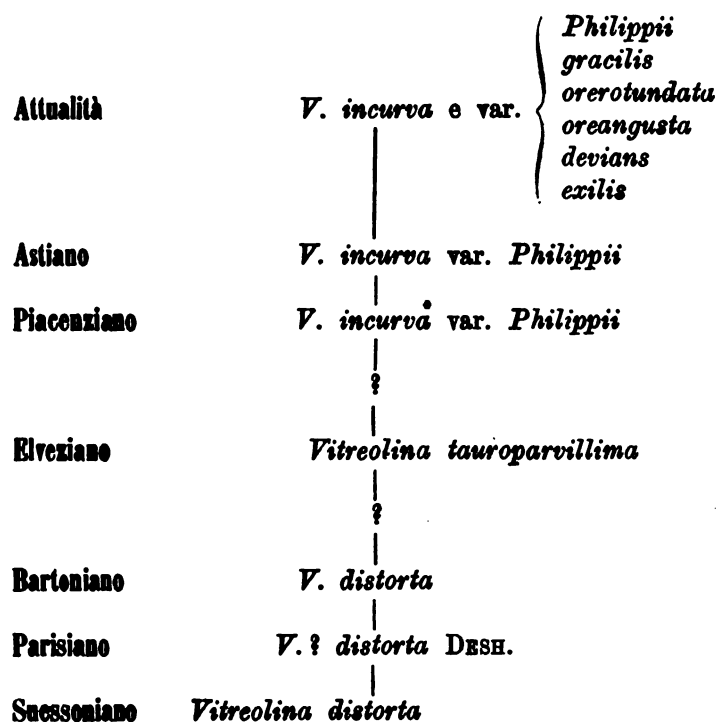 Philippii
gracilis
orerotundata
Attualità V. incurva e var.
oreangusta
devians
exilis
Astiano V. incurva var. Philippii
Piacenziano V. incurva var. Philippii
?
Elveziano Vitreolina tauroparvillima
?
Bartoniano V. distorta
Parisiano V. ? distorta DESH.
Suessoniano Vitreolina distorta